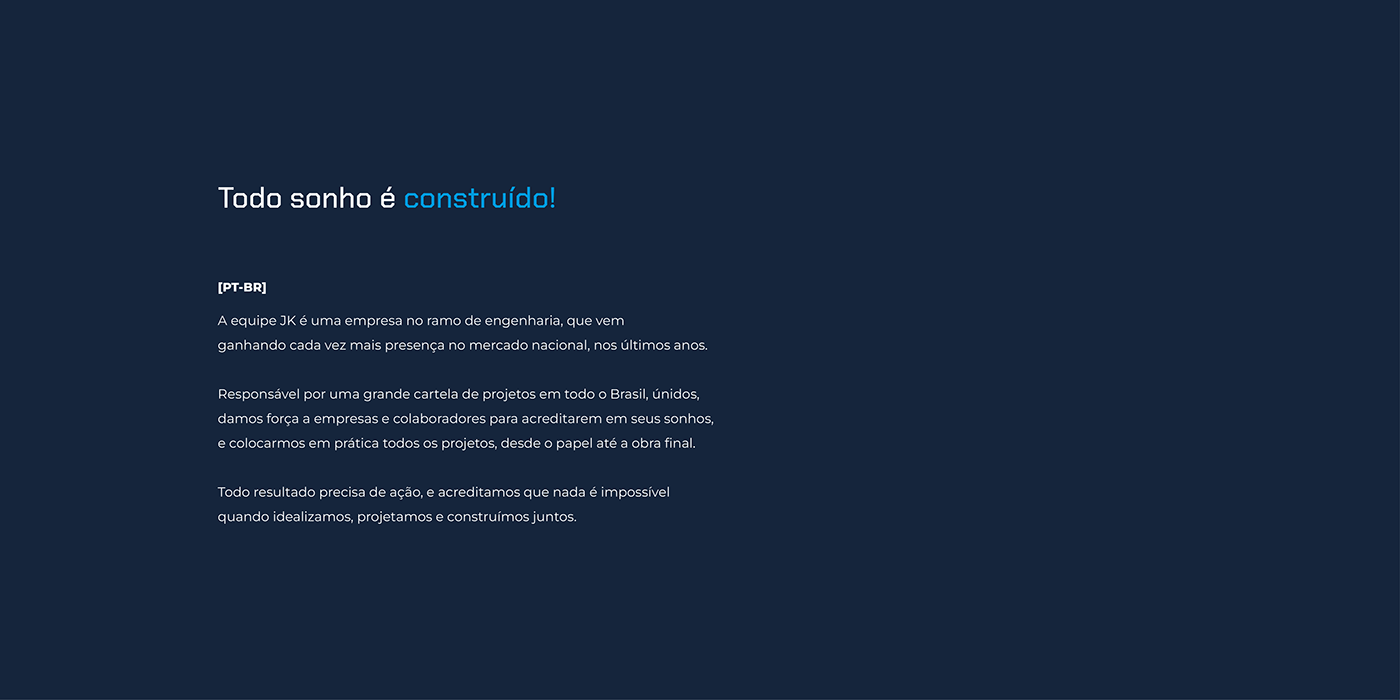 Todo sonho é construído!
[PT-BR]
A equipe JK é uma empresa no ramo de engenharia, que vem
ganhando cada vez mais presença no mercado nacional, nos últimos anos.
Responsável por uma grande cartela de projetos em todo o Brasil, únidos,
damos força a empresas e colaboradores para acreditarem em seus sonhos,
e colocarmos em prática todos os projetos, desde o papel até a obra final.
Todo resultado precisa de ação, e acreditamos que nada é impossível
quando idealizamos, projetamos e construímos juntos.